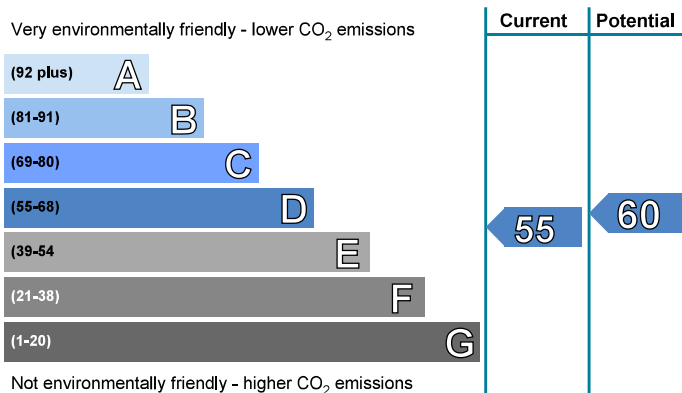 Very environmentally friendly - lower CO₂ emissions
Current
Potential
(92 plus) A
(81-91) B
(69-80) C
(55-68) D
(39-54 E
(21-38) F
(1-20) G
55
60
Not environmentally friendly - higher CO₂ emissions